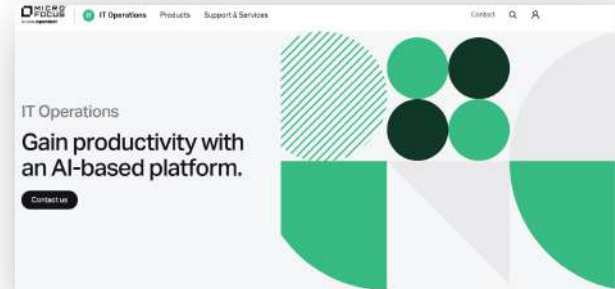 MICRO
FOCUS
IT Operations
Products
Support & Services
Contact
IT Operations
Gain productivity with
an AI-based platform.
Contact us